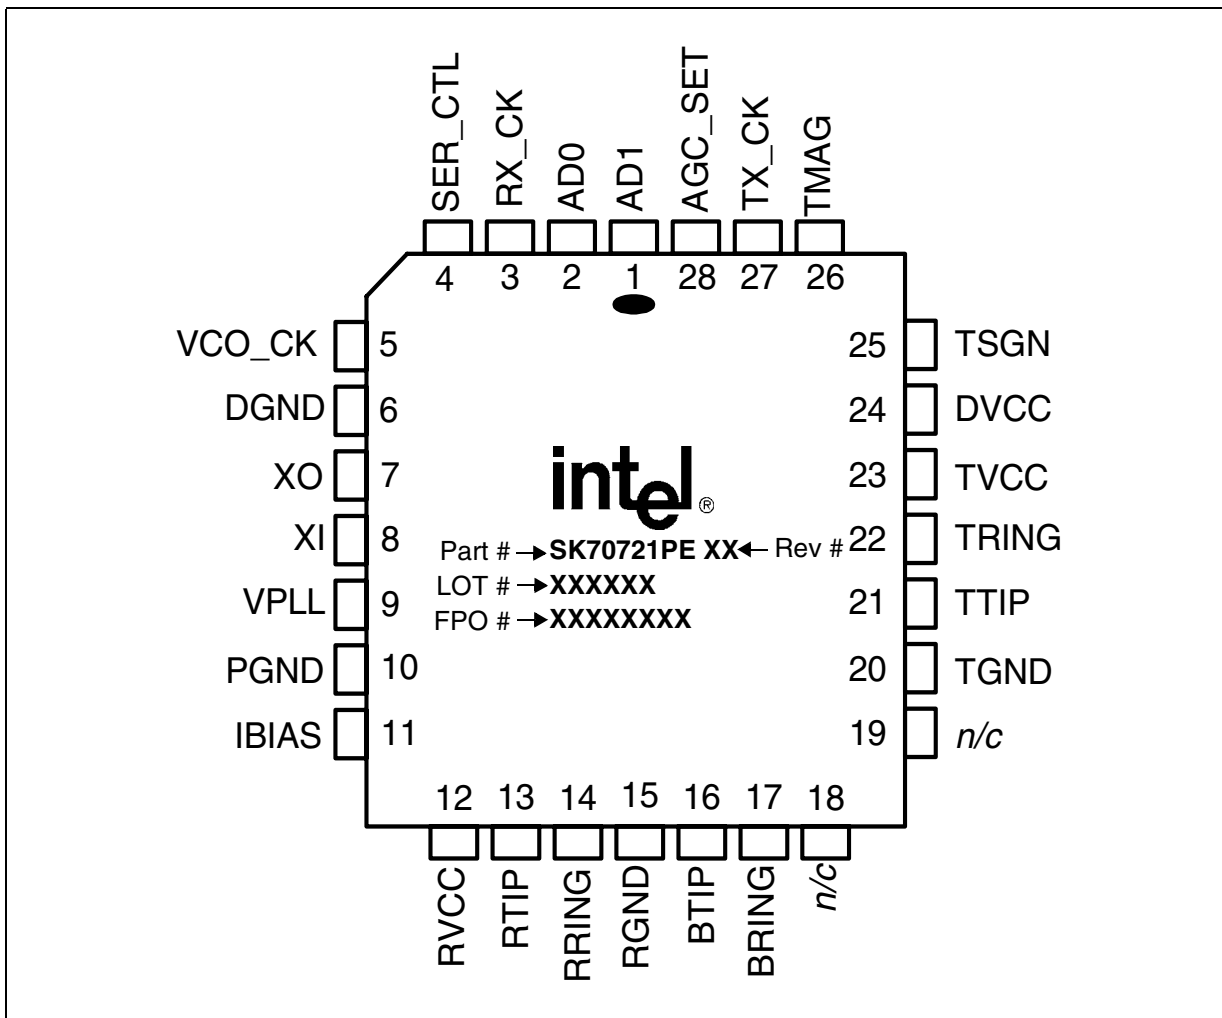 SER_CTL
RX_CK
AD0
AD1
AGC_SET
TX_CK
TMAG
4 3 2 1 28 27 26
VCO_CK 5 25 TSGN
DGND 6 24 DVCC
XO 7 23 TVCC
intel®
XI 8 22 TRING
Part # SK70721PE XX Rev #
LOT # XXXXXX
VPLL 9 21 TTIP
FPO # XXXXXXXX
PGND 10 20 TGND
IBIAS 11 19 n/c
12 13 14 15 16 17 18
RVCC
RTIP
RRING
RGND
BTIP
BRING
n/c